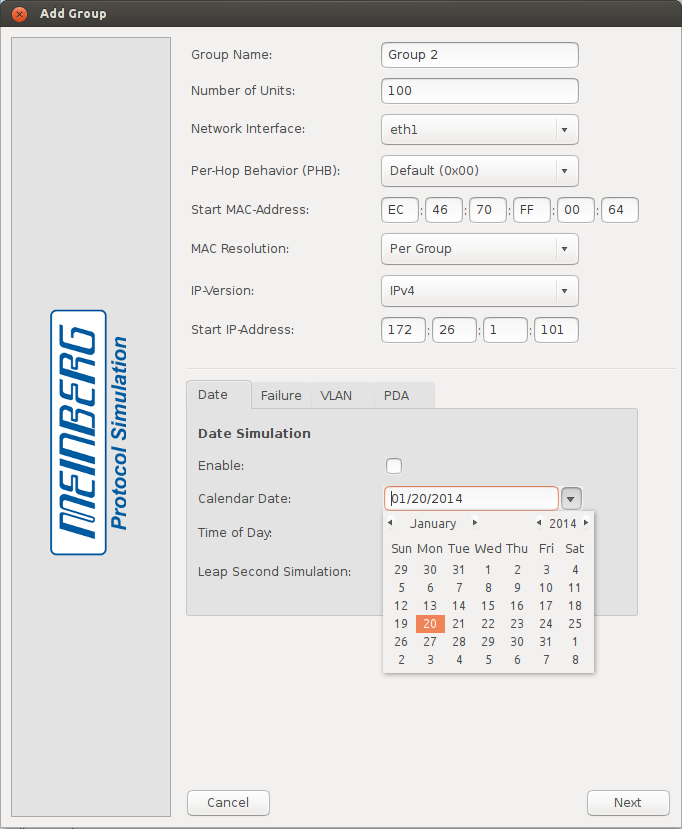 Add Group
Group Name: Group 2
Number of Units: 100
Network Interface: eth1
Per-Hop Behavior (PHB): Default (0x00)
Start MAC-Address: EC : 46 : 70 : FF : 00 : 64
MAC Resolution: Per Group
IP-Version: IPv4
Start IP-Address: 172 : 26 : 1 : 101
MEINBERG
Protocol Simulation
Date Failure VLAN PDA
Date Simulation
Enable:
Calendar Date: 01/20/2014
Time of Day:
Leap Second Simulation:
January 2014
Sun Mon Tue Wed Thu Fri Sat
29 30 31 1 2 3 4
5 6 7 8 9 10 11
12 13 14 15 16 17 18
19 20 21 22 23 24 25
26 27 28 29 30 31 1
2 3 4 5 6 7 8
Cancel Next